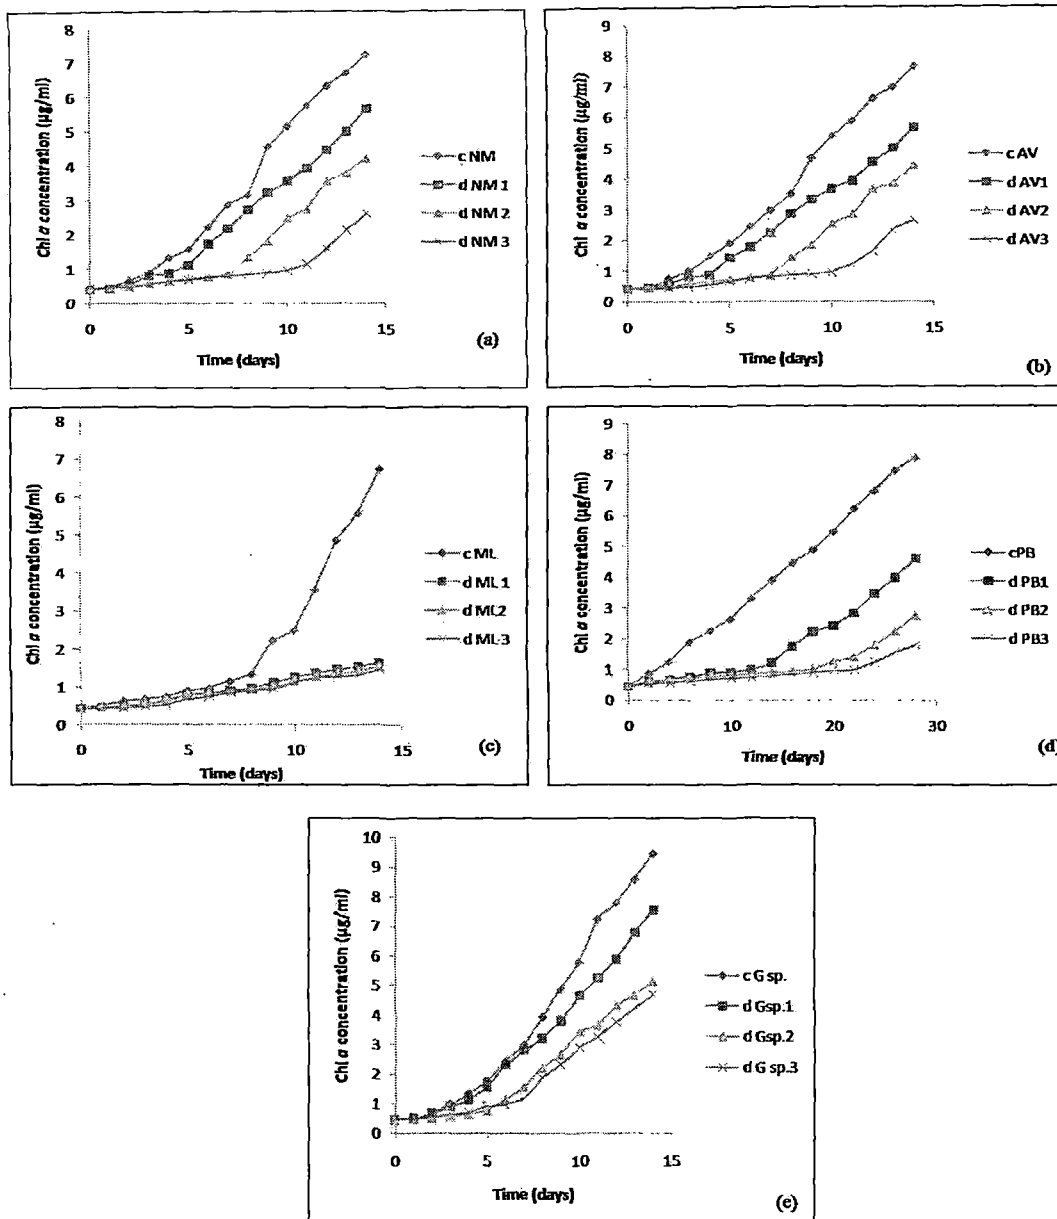 8
7
6
5
4
3
2
1
0
Chl a concentration (µg/ml)
0 5 10 15
Time (days)
c NM
d NM 1
d NM 2
d NM 3
(a)
9
8
7
6
5
4
3
2
1
0
Chl a concentration (µg/ml)
0 5 10 15
Time (days)
c AV
d AV1
d AV2
d AV3
(b)
8
7
6
5
4
3
2
1
0
Chl a concentration (µg/ml)
0 5 10 15
Time (days)
c ML
d ML 1
d ML2
d ML3
(c)
9
8
7
6
5
4
3
2
1
0
Chl a concentration (µg/ml)
0 10 20 30
Time (days)
cPB
d PB1
d PB2
d PB3
(d)
10
9
8
7
6
5
4
3
2
1
0
Chl a concentration (µg/ml)
0 5 10 15
Time (days)
c G sp.
d Gsp.1
d Gsp.2
d G sp.3
(e)